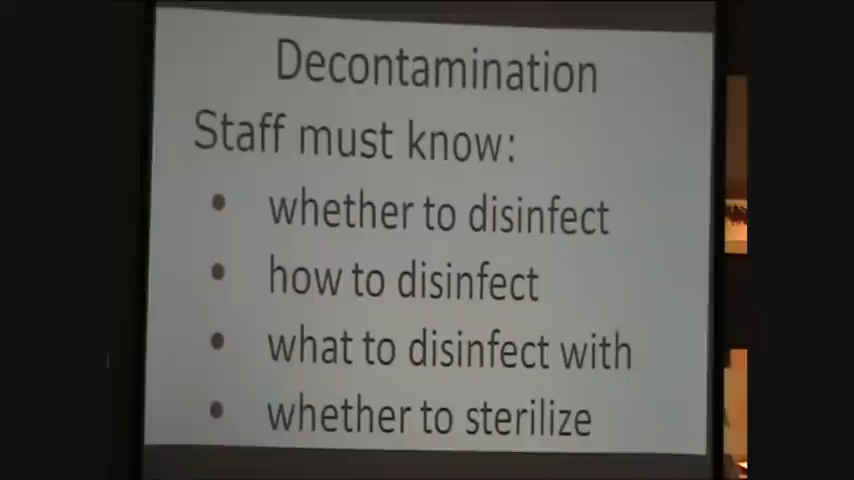 Decontamination
Staff must know:
• whether to disinfect
• how to disinfect
• what to disinfect with
• whether to sterilize